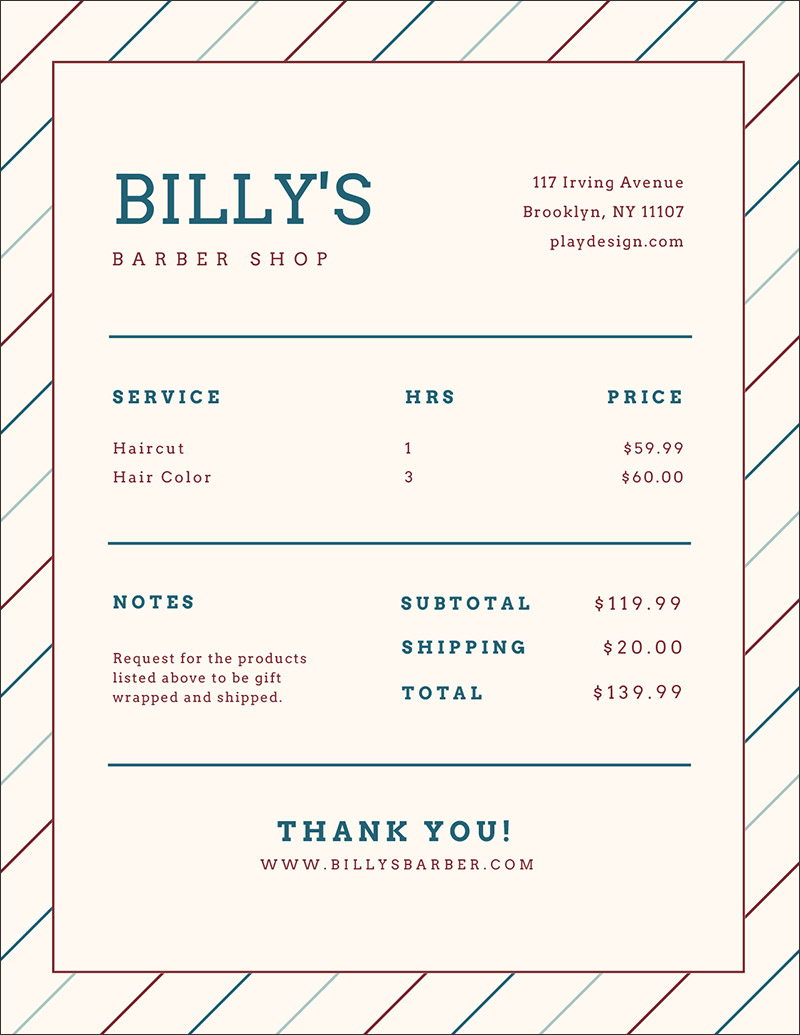 BILLY'S
BARBER SHOP
117 Irving Avenue
Brooklyn, NY 11107
playdesign.com
SERVICE HRS PRICE
Haircut 1 $59.99
Hair Color 3 $60.00
NOTES
Request for the products
listed above to be gift
wrapped and shipped.
SUBTOTAL $119.99
SHIPPING $20.00
TOTAL $139.99
THANK YOU!
WWW.BILLYSBARBER.COM